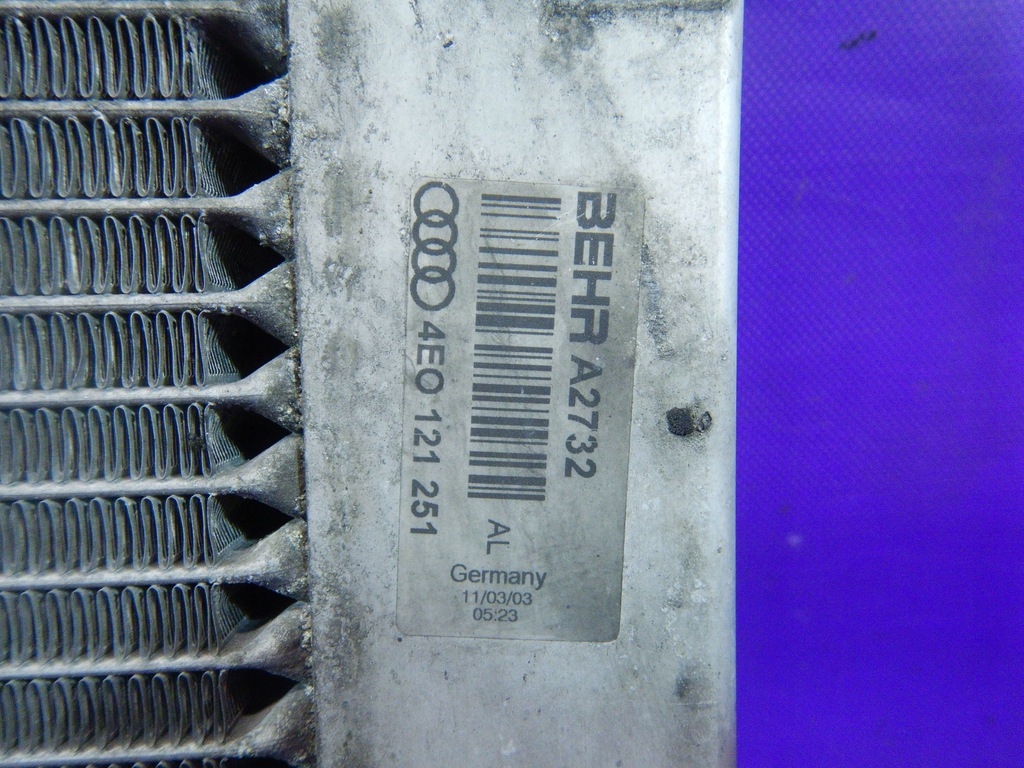 BEHR A2732
4E0 121 251
AL
Germany
11/03/03
05:23